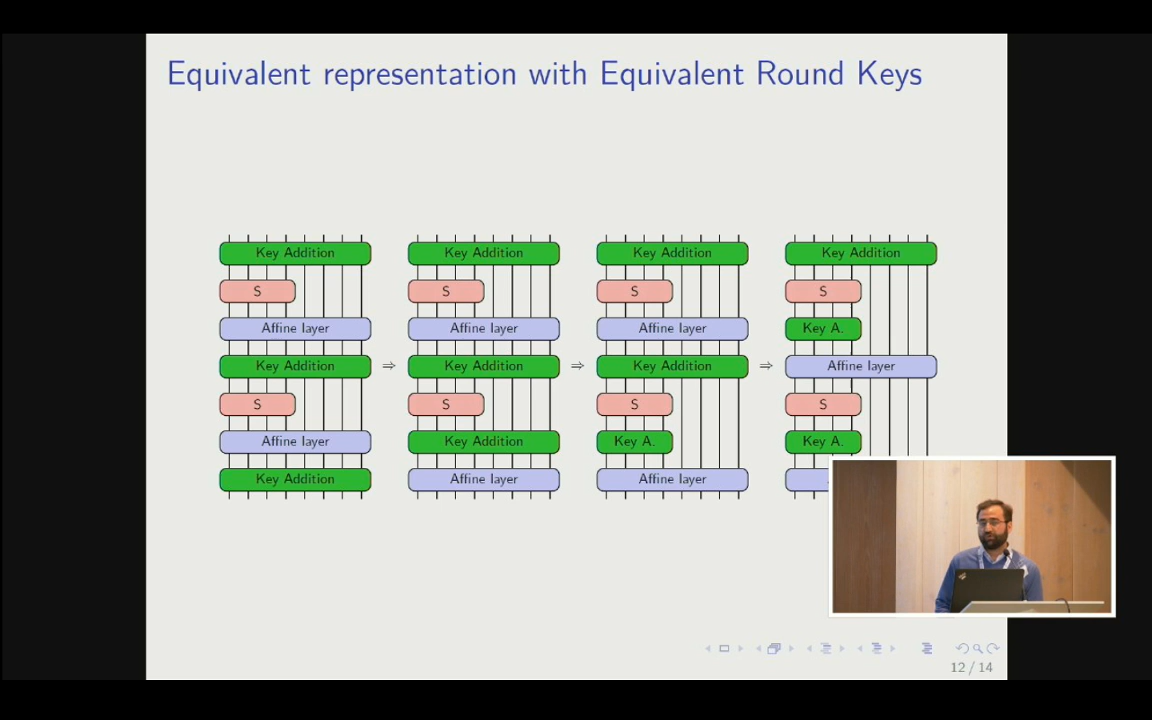 Equivalent representation with Equivalent Round Keys
Key Addition Key Addition Key Addition Key Addition
S S S S
Affine layer Affine layer Affine layer Key A.
Key Addition ⇒ Key Addition ⇒ Key Addition ⇒ Affine layer
S S S S
Affine layer Key Addition Key A. Key A.
Key Addition Affine layer Affine layer
12 / 14